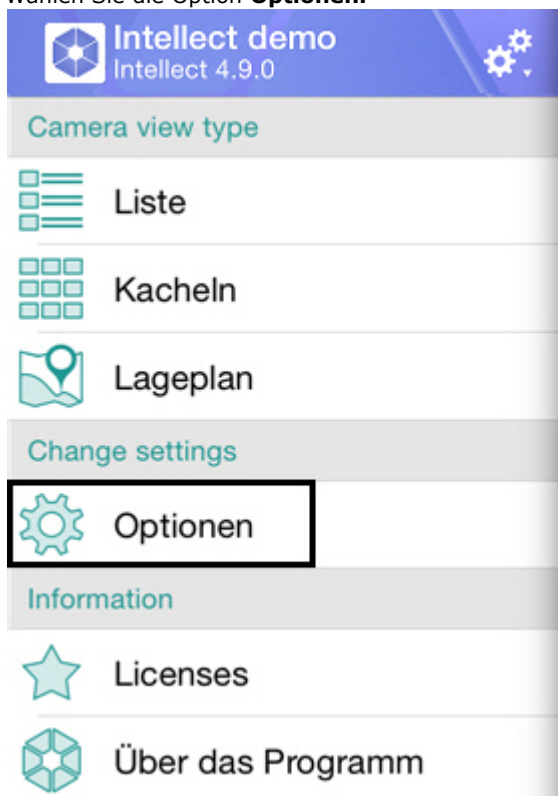 Wählen Sie die Option Optionen.
Intellect demo
Intellect 4.9.0
Camera view type
Liste
Kacheln
Lageplan
Change settings
Optionen
Information
Licenses
Über das Programm